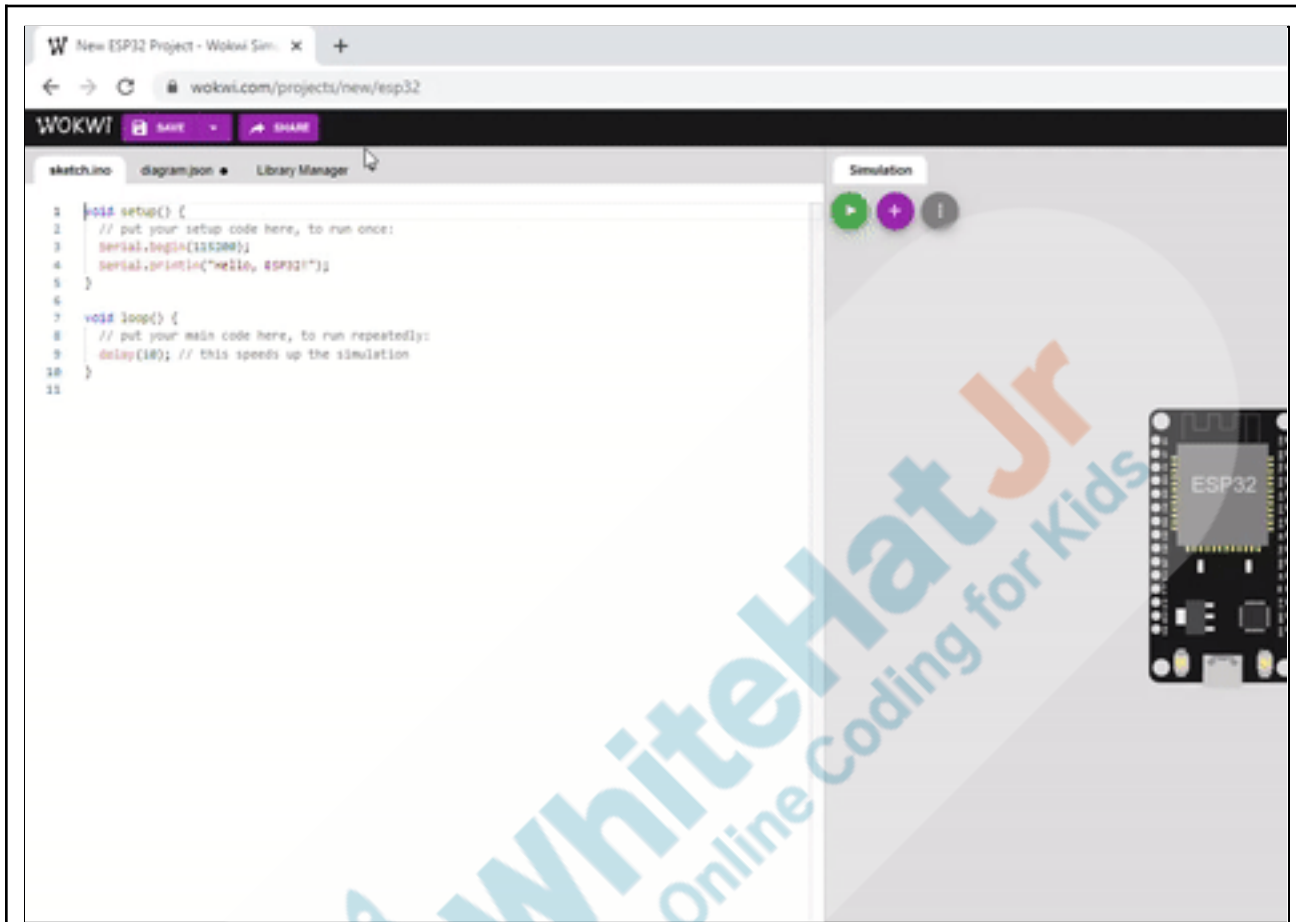 New ESP32 Project - Wokwi Sim
wokwi.com/projects/new/esp32
WOKWI SAVE SHARE
sketch.ino diagram.json Library Manager
Simulation
1 void setup() {
2 // put your setup code here, to run once:
3 Serial.begin(115200);
4 Serial.println("Hello, ESP32!");
5 }
6
7 void loop() {
8 // put your main code here, to run repeatedly:
9 delay(10); // this speeds up the simulation
10 }
11
ESP32
WhiteHat Jr
Online Coding for Kids